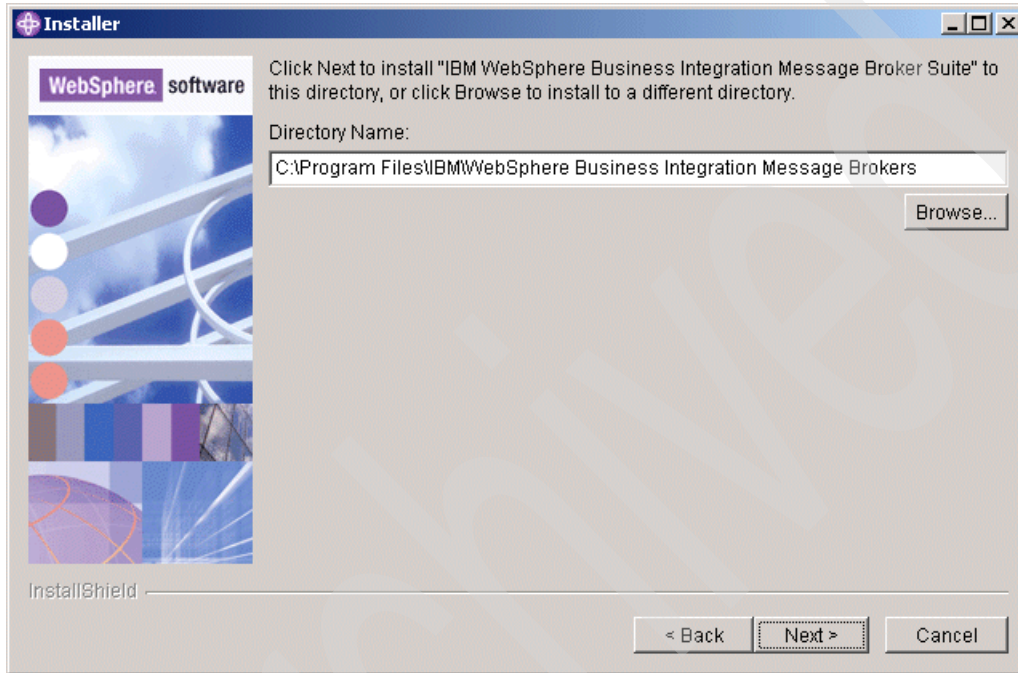 Installer
WebSphere software
Click Next to install "IBM WebSphere Business Integration Message Broker Suite" to
this directory, or click Browse to install to a different directory.
Directory Name:
C:\Program Files\IBM\WebSphere Business Integration Message Brokers
Browse...
InstallShield
< Back
Next >
Cancel